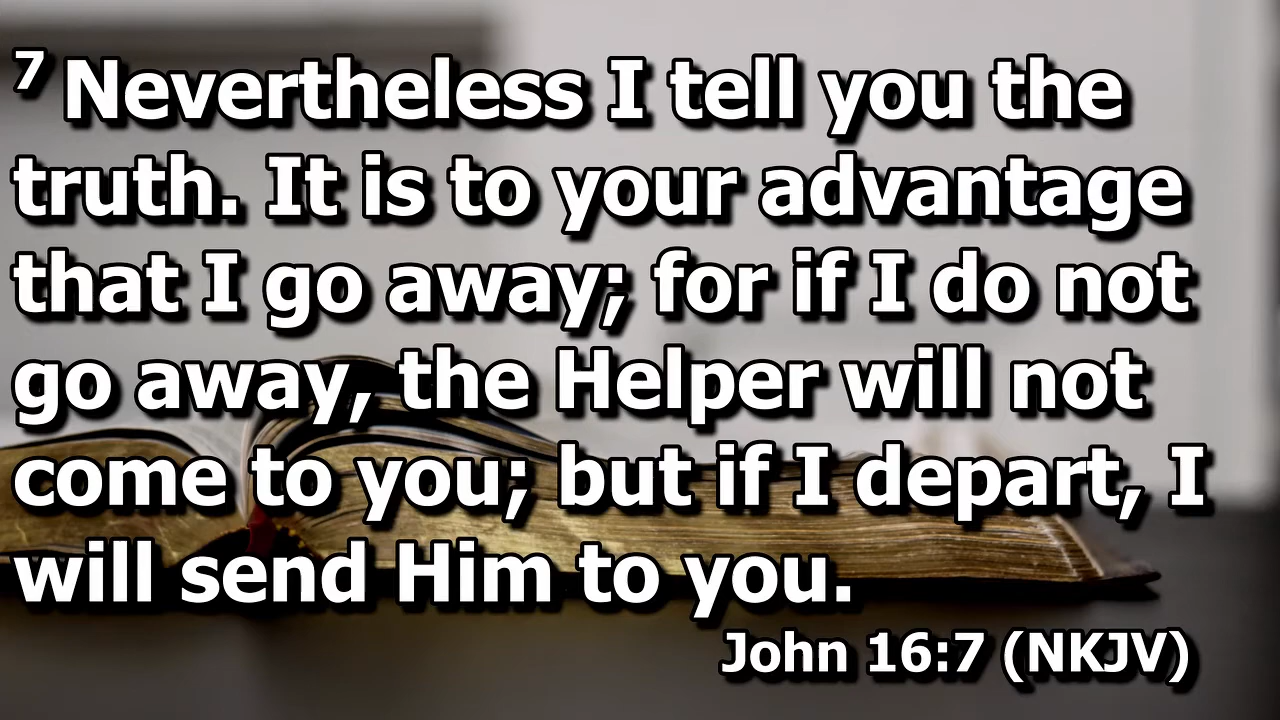 7 Nevertheless I tell you the
truth. It is to your advantage
that I go away; for if I do not
go away, the Helper will not
come to you; but if I depart, I
will send Him to you.
John 16:7 (NKJV)